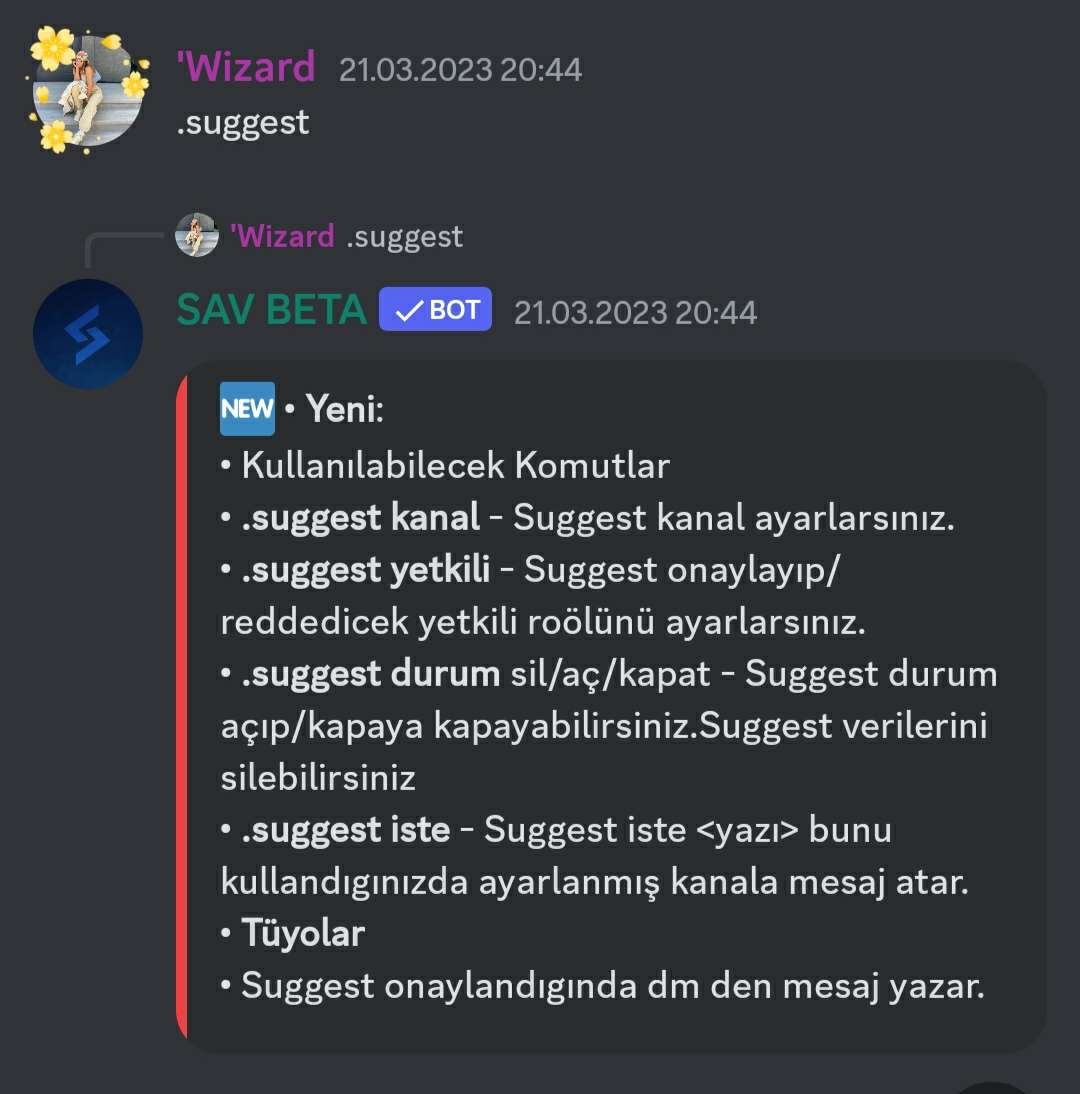 'Wizard 21.03.2023 20:44
.suggest
'Wizard .suggest
SAV BETA ✓ BOT 21.03.2023 20:44
NEW • Yeni:
• Kullanılabilecek Komutlar
• .suggest kanal - Suggest kanal ayarlarsınız.
• .suggest yetkili - Suggest onaylayıp/
reddedicek yetkili roölünü ayarlarsınız.
• .suggest durum sil/aç/kapat - Suggest durum
açıp/kapaya kapayabilirsiniz.Suggest verilerini
silebilirsiniz
• .suggest iste - Suggest iste <yazı> bunu
kullandıgınızda ayarlanmış kanala mesaj atar.
• Tüyolar
• Suggest onaylandıgında dm den mesaj yazar.